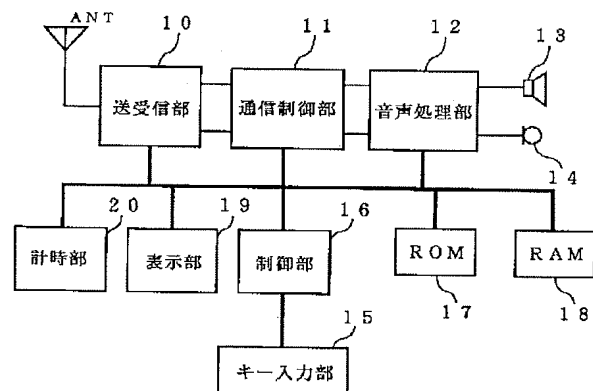 ANT
10
11
12
13
送受信部
通信制御部
音声処理部
14
20
19
16
計時部
表示部
制御部
ROM
RAM
17
18
15
キー入力部